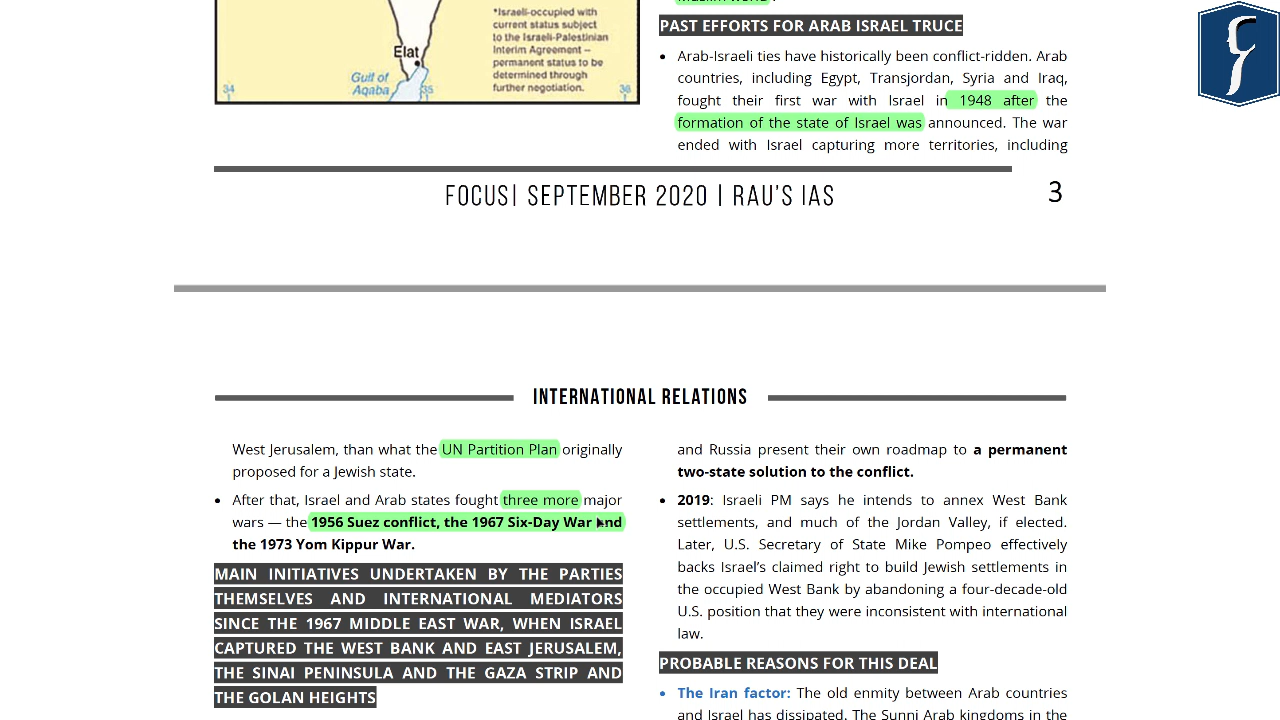 *Israeli-occupied with
current status subject
to the Israeli-Palestinian
Interim Agreement —
permanent status to be
determined through
further negotiation.
Elat
Gulf of
Aqaba
34
35
36
PAST EFFORTS FOR ARAB ISRAEL TRUCE
• Arab-Israeli ties have historically been conflict-ridden. Arab
countries, including Egypt, Transjordan, Syria and Iraq,
fought their first war with Israel in 1948 after the
formation of the state of Israel was announced. The war
ended with Israel capturing more territories, including
FOCUS| SEPTEMBER 2020 | RAU'S IAS
3
INTERNATIONAL RELATIONS
West Jerusalem, than what the UN Partition Plan originally
proposed for a Jewish state.
• After that, Israel and Arab states fought three more major
wars — the 1956 Suez conflict, the 1967 Six-Day War and
the 1973 Yom Kippur War.
MAIN INITIATIVES UNDERTAKEN BY THE PARTIES
THEMSELVES AND INTERNATIONAL MEDIATORS
SINCE THE 1967 MIDDLE EAST WAR, WHEN ISRAEL
CAPTURED THE WEST BANK AND EAST JERUSALEM,
THE SINAI PENINSULA AND THE GAZA STRIP AND
THE GOLAN HEIGHTS
and Russia present their own roadmap to a permanent
two-state solution to the conflict.
• 2019: Israeli PM says he intends to annex West Bank
settlements, and much of the Jordan Valley, if elected.
Later, U.S. Secretary of State Mike Pompeo effectively
backs Israel's claimed right to build Jewish settlements in
the occupied West Bank by abandoning a four-decade-old
U.S. position that they were inconsistent with international
law.
PROBABLE REASONS FOR THIS DEAL
• The Iran factor: The old enmity between Arab countries
and Israel has dissipated. The Sunni Arab kingdoms in the